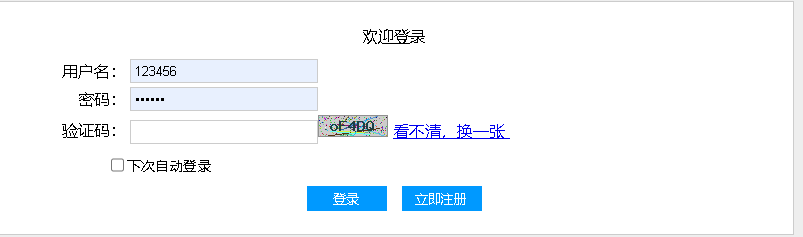 欢迎登录
用户名： 123456
密码： ••••••
验证码： oF4DQ 看不清，换一张
下次自动登录
登录 立即注册